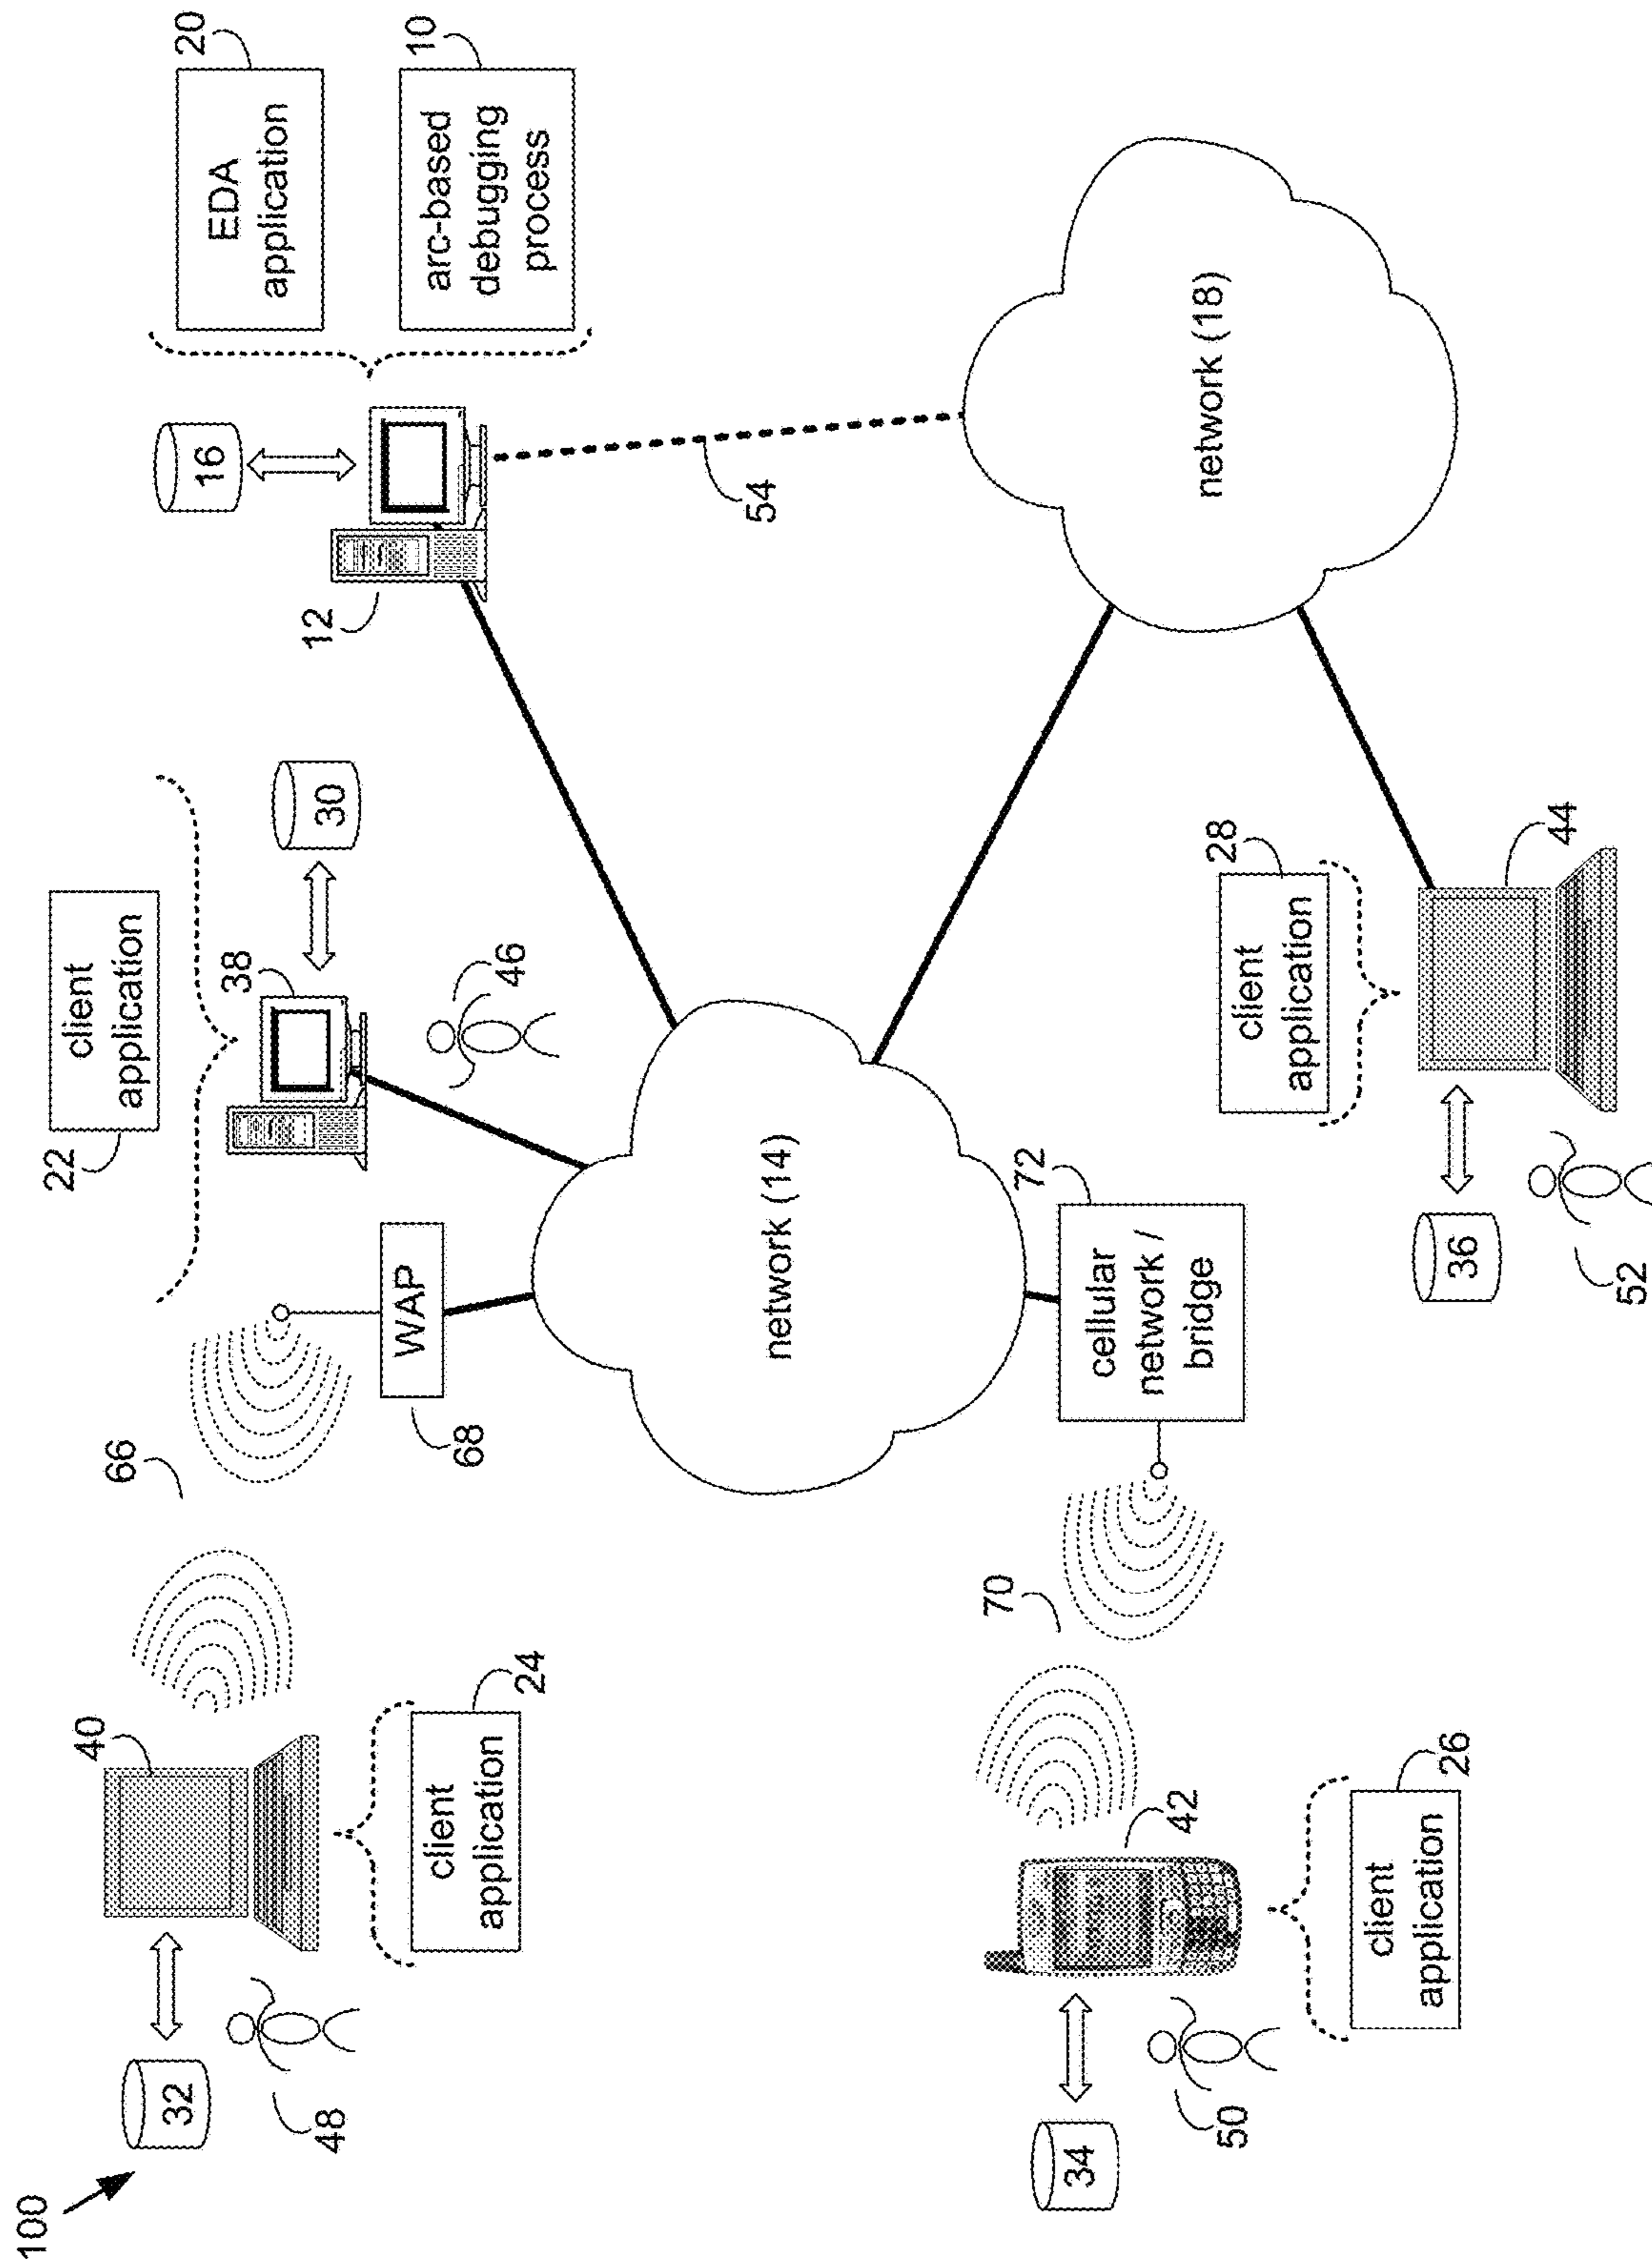 100
32
40
48
client
application
24
66
68
WAP
22
client
application
38
30
46
12
16
20
EDA
application
10
arc-based
debugging
process
54
network (14)
network (18)
34
42
50
client
application
26
70
72
cellular
network /
bridge
28
client
application
44
36
52